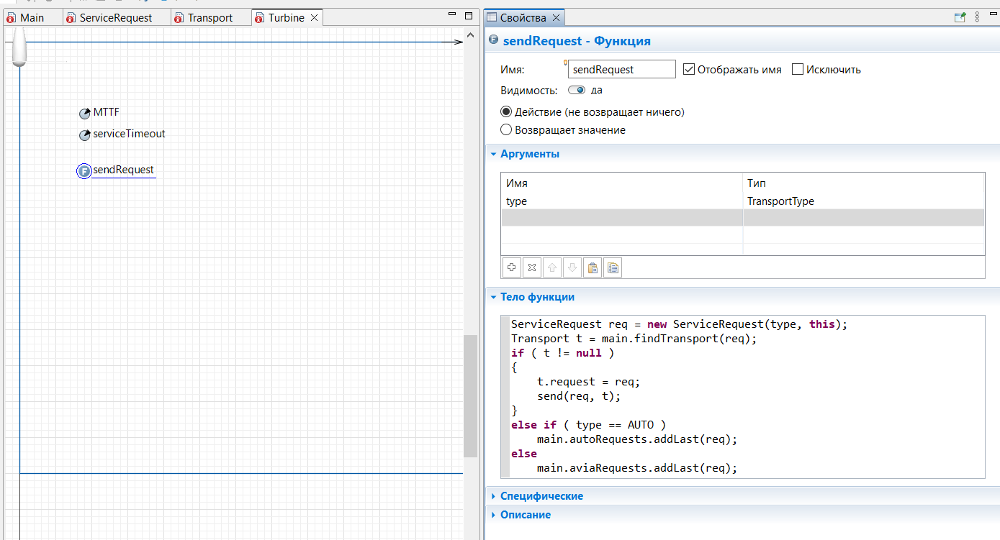 Main
ServiceRequest
Transport
Turbine
Свойства
MTTF
serviceTimeout
sendRequest
sendRequest - Функция
Имя: sendRequest Отображать имя Исключить
Видимость: да
Действие (не возвращает ничего)
Возвращает значение
Аргументы
Имя Тип
type TransportType
Тело функции
ServiceRequest req = new ServiceRequest(type, this);
Transport t = main.findTransport(req);
if ( t != null )
{
    t.request = req;
    send(req, t);
}
else if ( type == AUTO )
    main.autoRequests.addLast(req);
else
    main.aviaRequests.addLast(req);
Специфические
Описание